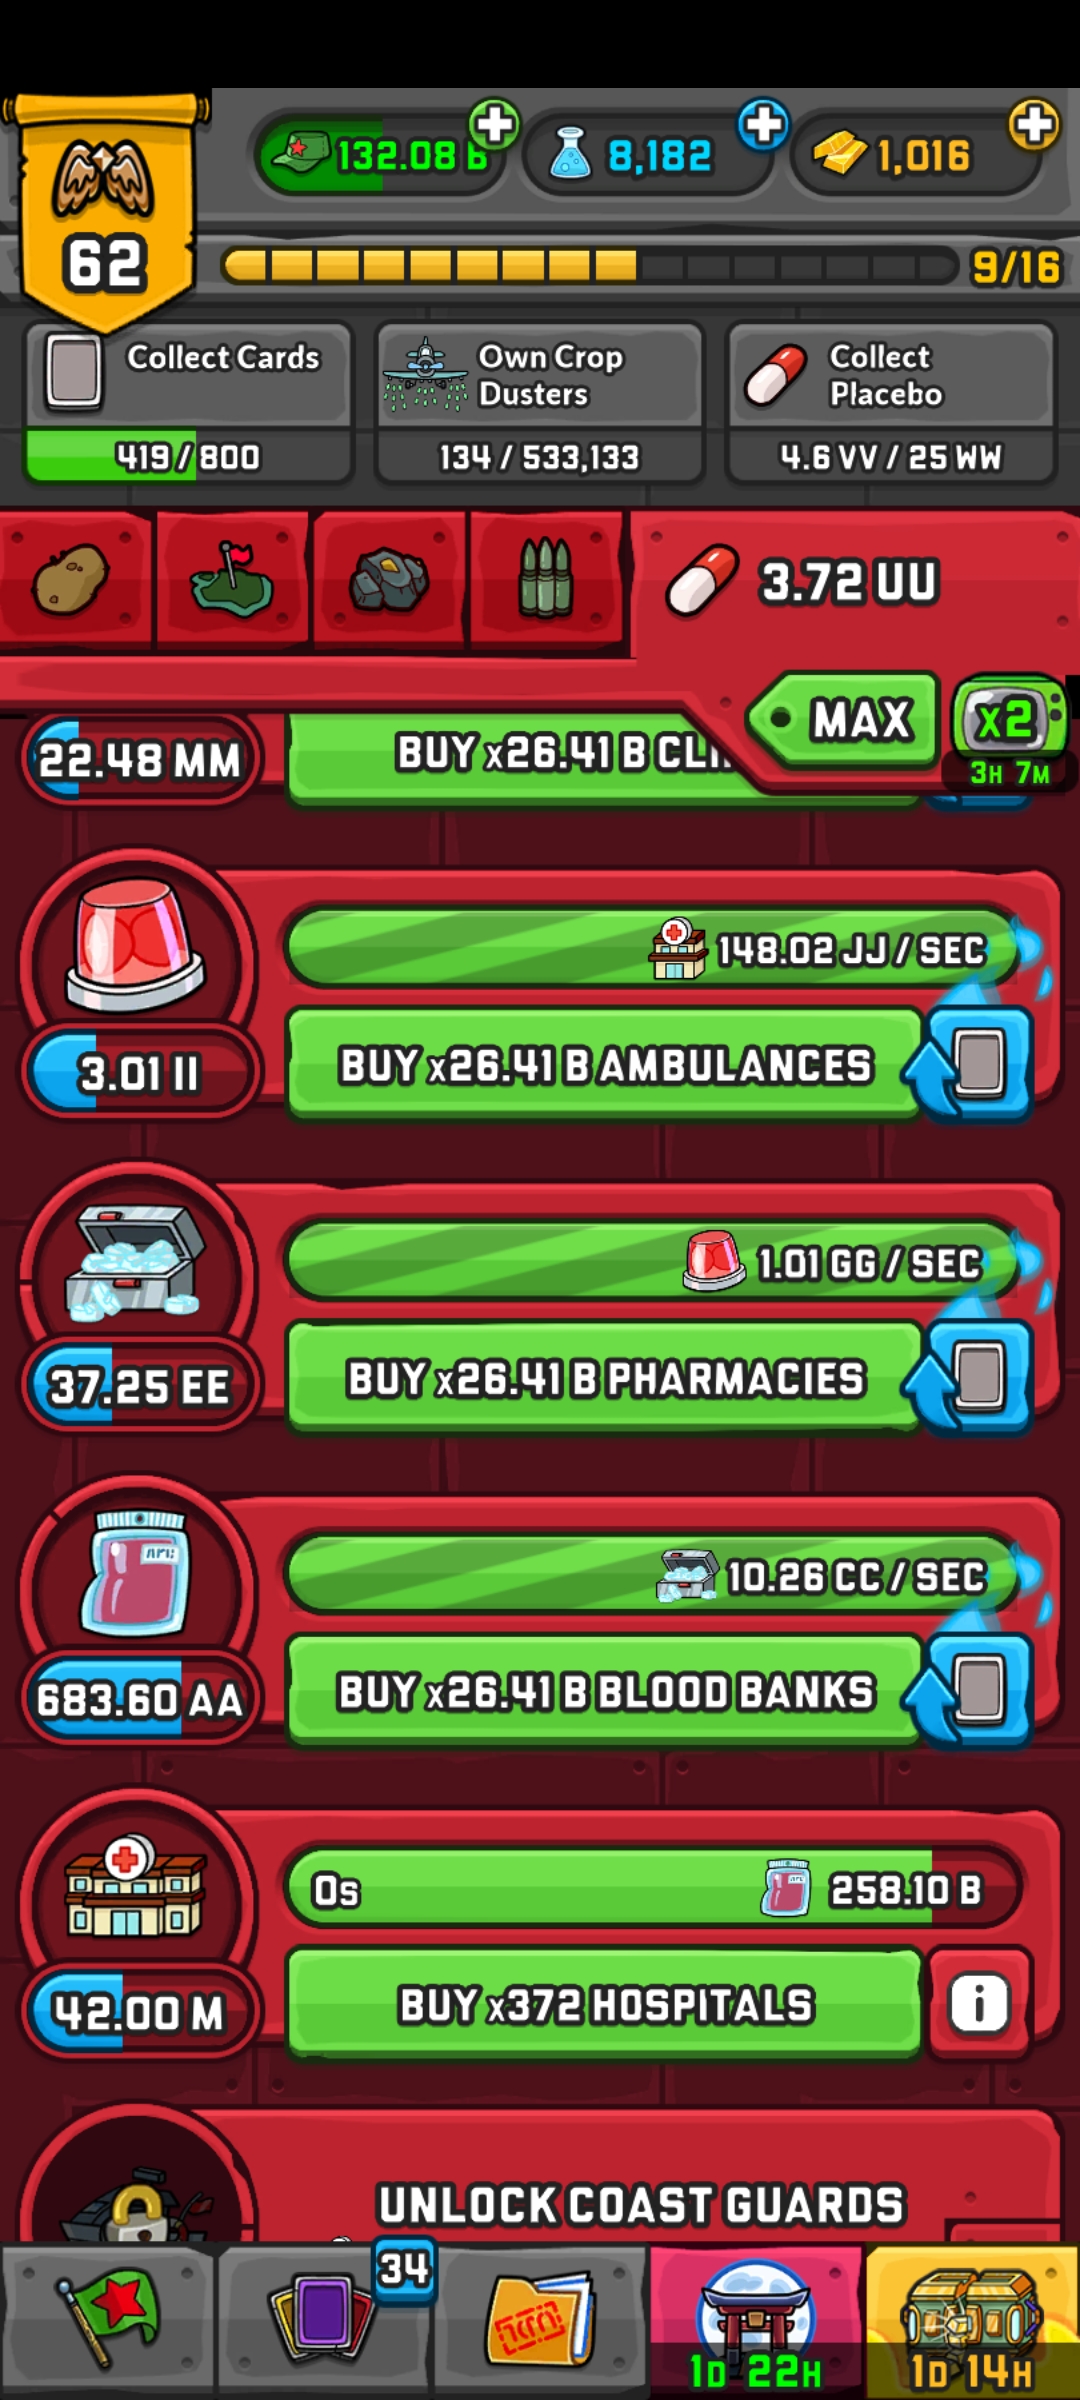 132.08 B
8,182
1,016
62
9/16
Collect Cards
419 / 800
Own Crop
Dusters
134 / 533,133
Collect
Placebo
4.6 VV / 25 WW
3.72 UU
MAX
x2
3H 7M
22.48 MM
BUY x26.41 B
148.02 JJ / SEC
3.01 II
BUY x26.41 B AMBULANCES
1.01 GG / SEC
37.25 EE
BUY x26.41 B PHARMACIES
10.26 CC / SEC
683.60 AA
BUY x26.41 B BLOOD BANKS
0s
258.10 B
42.00 M
BUY x372 HOSPITALS
i
UNLOCK COAST GUARDS
34
1D 22H
1D 14H